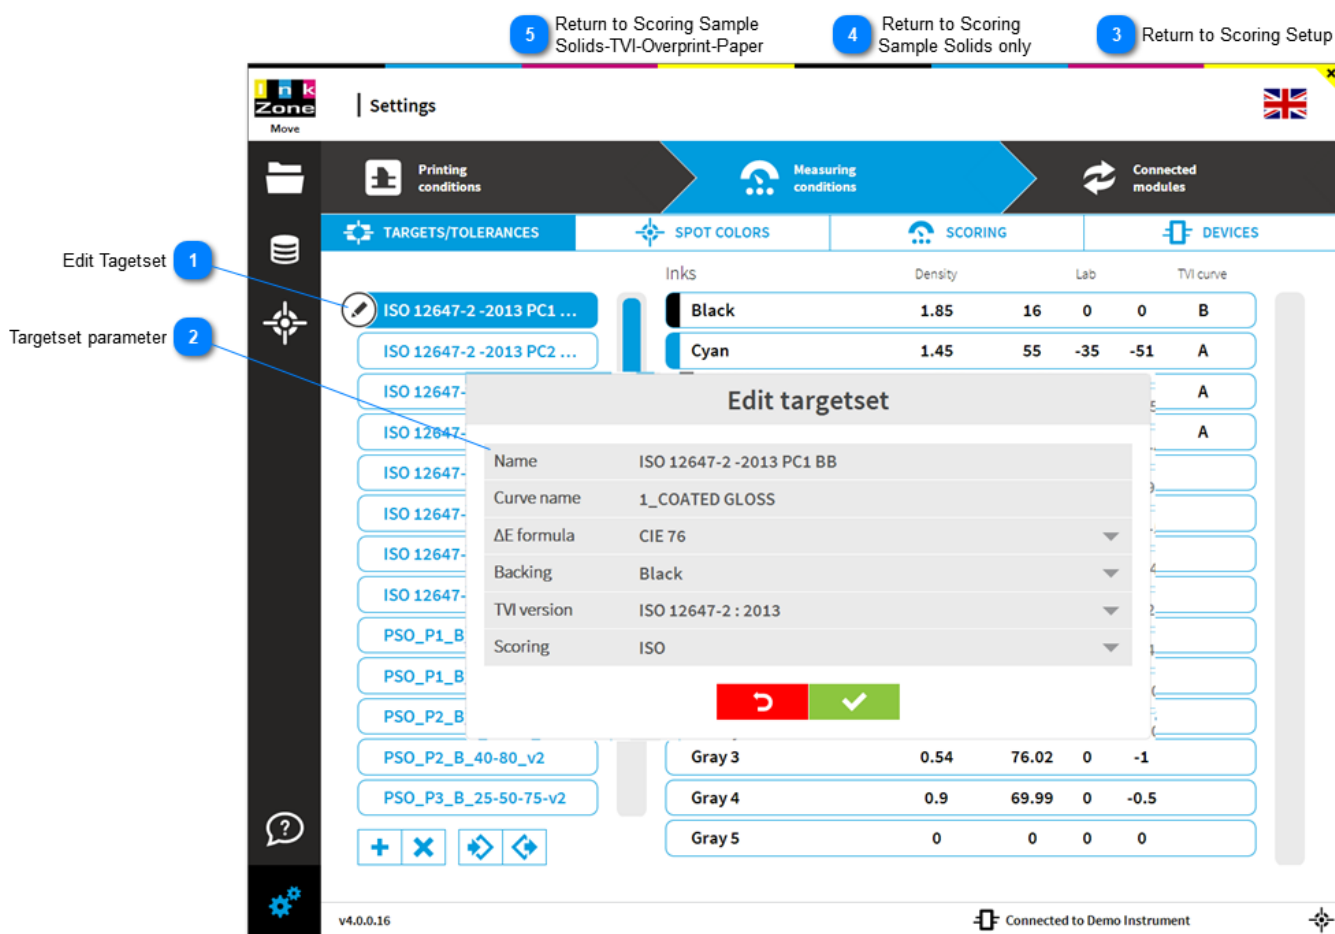 5 Return to Scoring Sample
Solids-TVI-Overprint-Paper
4 Return to Scoring
Sample Solids only
3 Return to Scoring Setup
Ink
Zone
Move
Settings
Printing
conditions
Measuring
conditions
Connected
modules
TARGETS/TOLERANCES
SPOT COLORS
SCORING
DEVICES
Edit Tagetset 1
Targetset parameter 2
Inks Density Lab TVI curve
ISO 12647-2 -2013 PC1 ...
Black 1.85 16 0 0 B
ISO 12647-2 -2013 PC2 ...
Cyan 1.45 55 -35 -51 A
ISO 12647-
A
ISO 12647-
A
ISO 12647-
ISO 12647-
ISO 12647-
ISO 12647-
PSO_P1_B
PSO_P1_B
PSO_P2_B
Edit targetset
Name ISO 12647-2 -2013 PC1 BB
Curve name 1_COATED GLOSS
ΔE formula CIE 76
Backing Black
TVI version ISO 12647-2 : 2013
Scoring ISO
PSO_P2_B_40-80_v2
Gray 3 0.54 76.02 0 -1
PSO_P3_B_25-50-75-v2
Gray 4 0.9 69.99 0 -0.5
Gray 5 0 0 0 0
v4.0.0.16
Connected to Demo Instrument